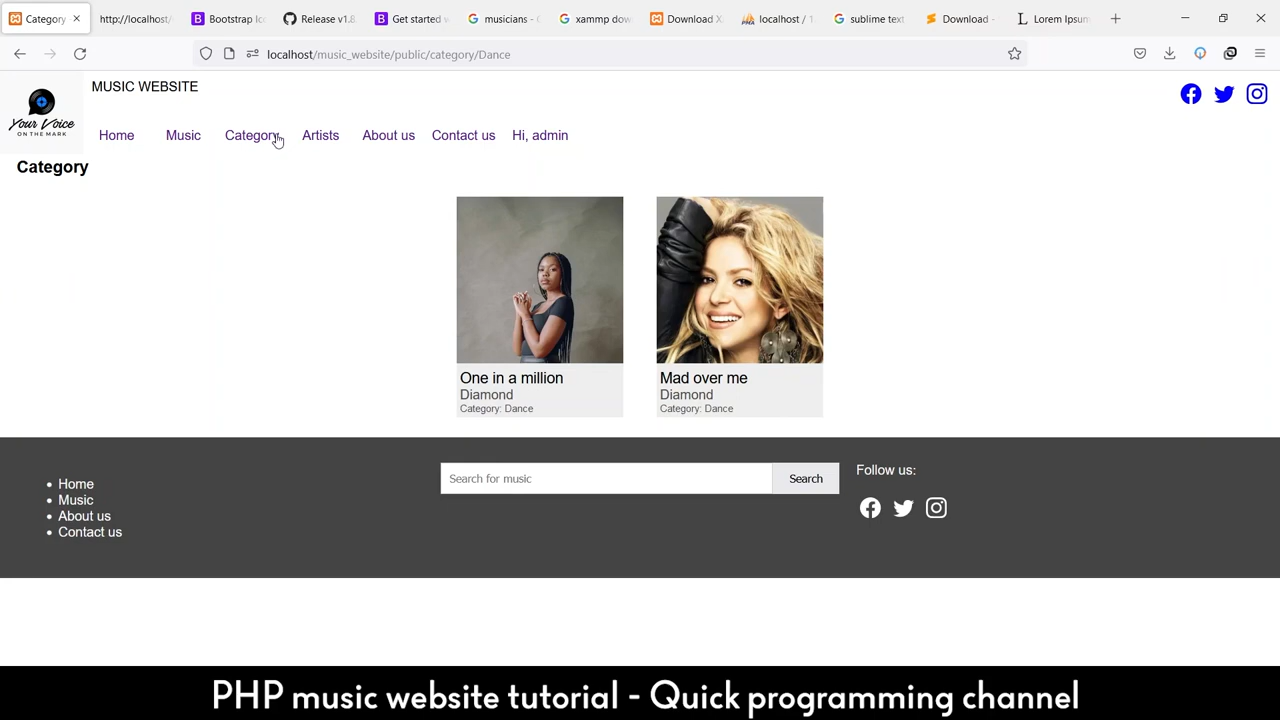 Category
http://localhost/
Bootstrap Ic
Release v1.8.
Get started w
musicians - G
xammp dow
Download X
localhost / 1
sublime text
Download -
Lorem Ipsum
localhost/music_website/public/category/Dance
Your Voice
ON THE MARK
MUSIC WEBSITE
Home Music Category Artists About us Contact us Hi, admin
Category
One in a million
Diamond
Category: Dance
Mad over me
Diamond
Category: Dance
Home
Music
About us
Contact us
Search for music
Search
Follow us:
PHP music website tutorial - Quick programming channel